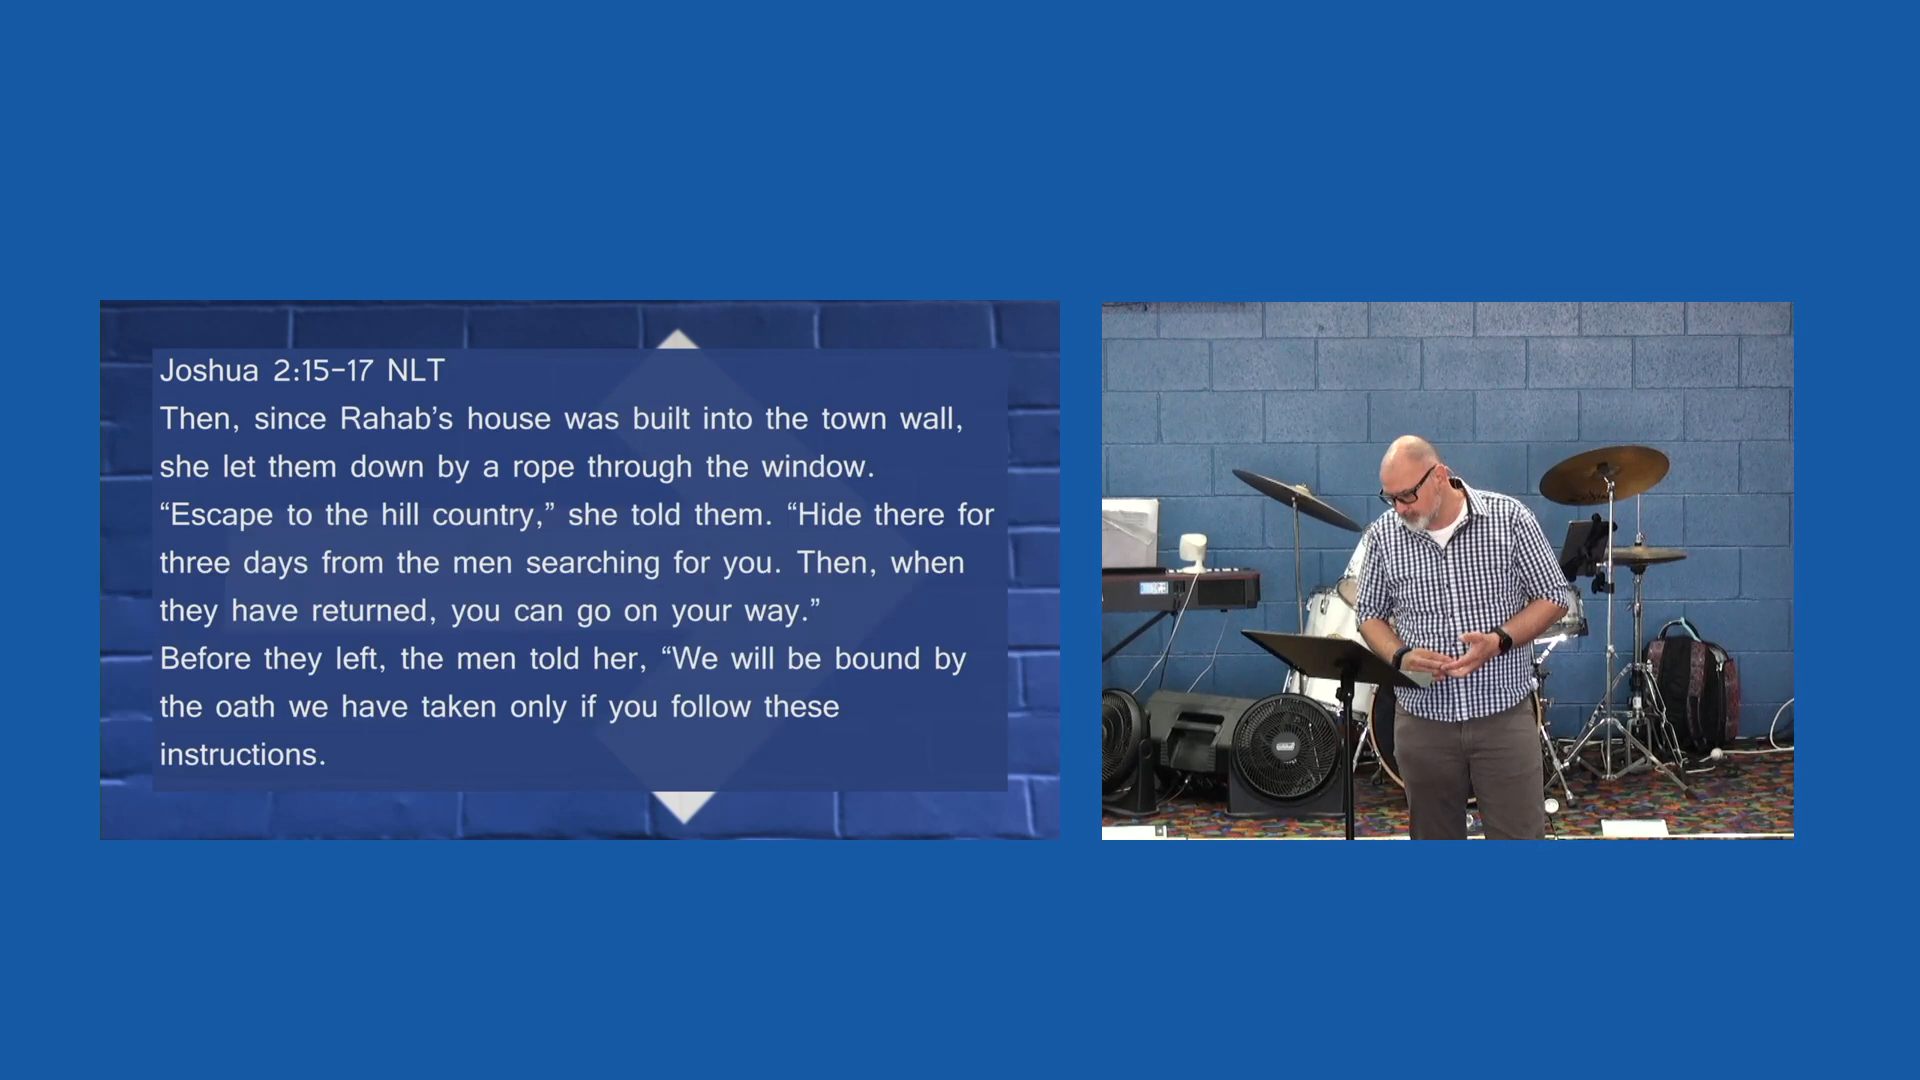 Joshua 2:15-17 NLT
Then, since Rahab’s house was built into the town wall,
she let them down by a rope through the window.
“Escape to the hill country,” she told them. “Hide there for
three days from the men searching for you. Then, when
they have returned, you can go on your way.”
Before they left, the men told her, “We will be bound by
the oath we have taken only if you follow these
instructions.